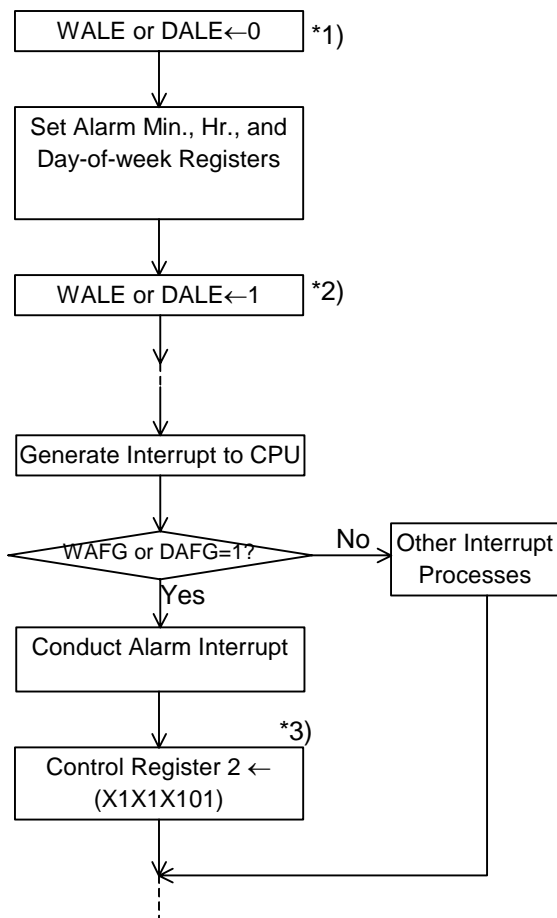 WALE or DALE←0
*1)
Set Alarm Min., Hr., and
Day-of-week Registers
WALE or DALE←1
*2)
Generate Interrupt to CPU
WAFG or DAFG=1?
No
Other Interrupt
Processes
Yes
Conduct Alarm Interrupt
*3)
Control Register 2 ←
(X1X1X101)